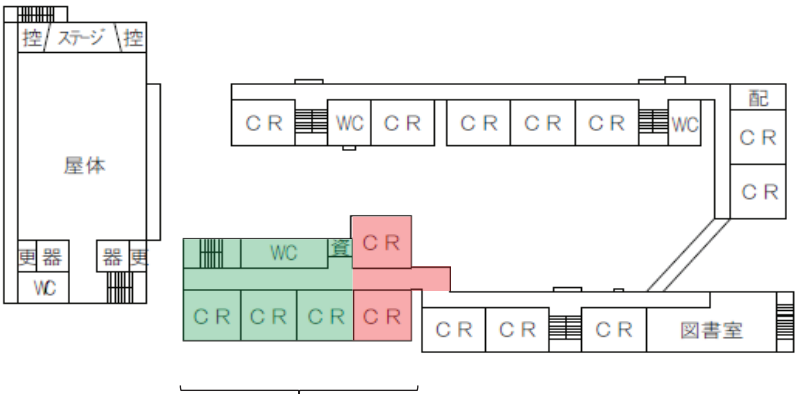 控 ステージ 控
配
ＣＲ WC ＣＲ ＣＲ ＣＲ ＣＲ WC
ＣＲ
屋体
ＣＲ
ＣＲ
WC 資
更 器 器 更
WC
ＣＲ ＣＲ ＣＲ ＣＲ
ＣＲ ＣＲ ＣＲ 図書室